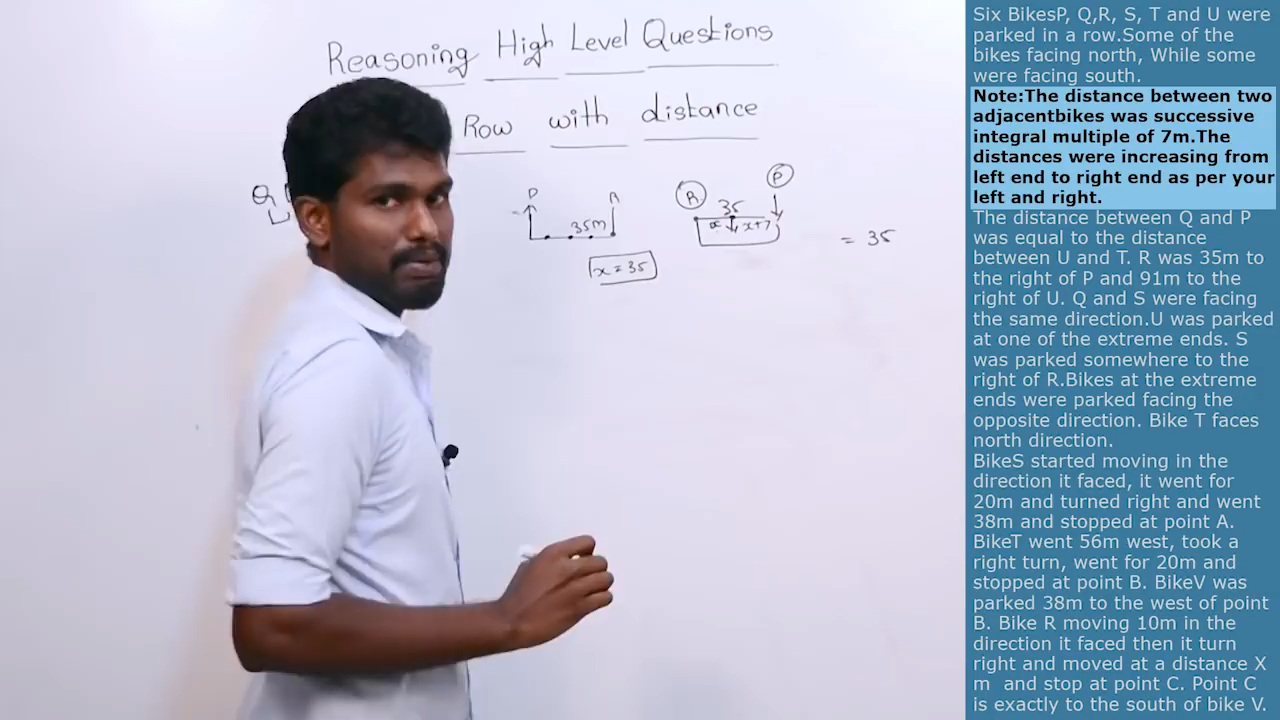 Reasoning High Level Questions
Row with distance
Q
P R
35m
x = 35
R P
35
x x+7
= 35
Six BikesP, Q,R, S, T and U were
parked in a row.Some of the
bikes facing north, While some
were facing south.
Note:The distance between two
adjacentbikes was successive
integral multiple of 7m.The
distances were increasing from
left end to right end as per your
left and right.
The distance between Q and P
was equal to the distance
between U and T. R was 35m to
the right of P and 91m to the
right of U. Q and S were facing
the same direction.U was parked
at one of the extreme ends. S
was parked somewhere to the
right of R.Bikes at the extreme
ends were parked facing the
opposite direction. Bike T faces
north direction.
BikeS started moving in the
direction it faced, it went for
20m and turned right and went
38m and stopped at point A.
BikeT went 56m west, took a
right turn, went for 20m and
stopped at point B. BikeV was
parked 38m to the west of point
B. Bike R moving 10m in the
direction it faced then it turn
right and moved at a distance X
m and stop at point C. Point C
is exactly to the south of bike V.